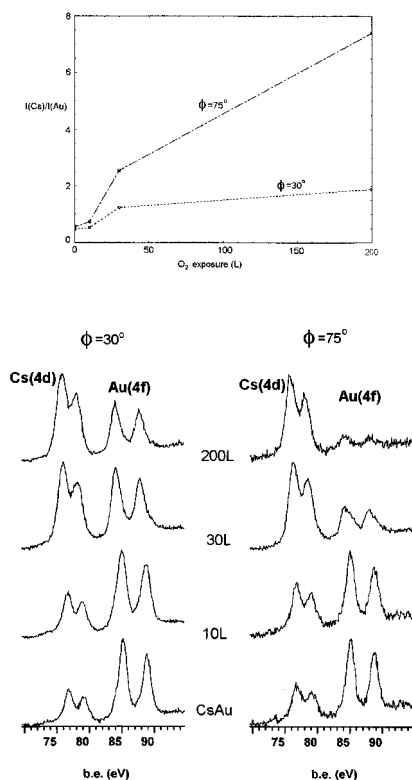 8
6
I(Cs)/I(Au)
4
2
0
ϕ=75°
ϕ=30°
0 50 100 150 200
O₂ exposure (L)
ϕ =30° ϕ =75°
Cs(4d) Au(4f) Cs(4d) Au(4f)
200L
30L
10L
CsAu
75 80 85 90 75 80 85 90
b.e. (eV) b.e. (eV)